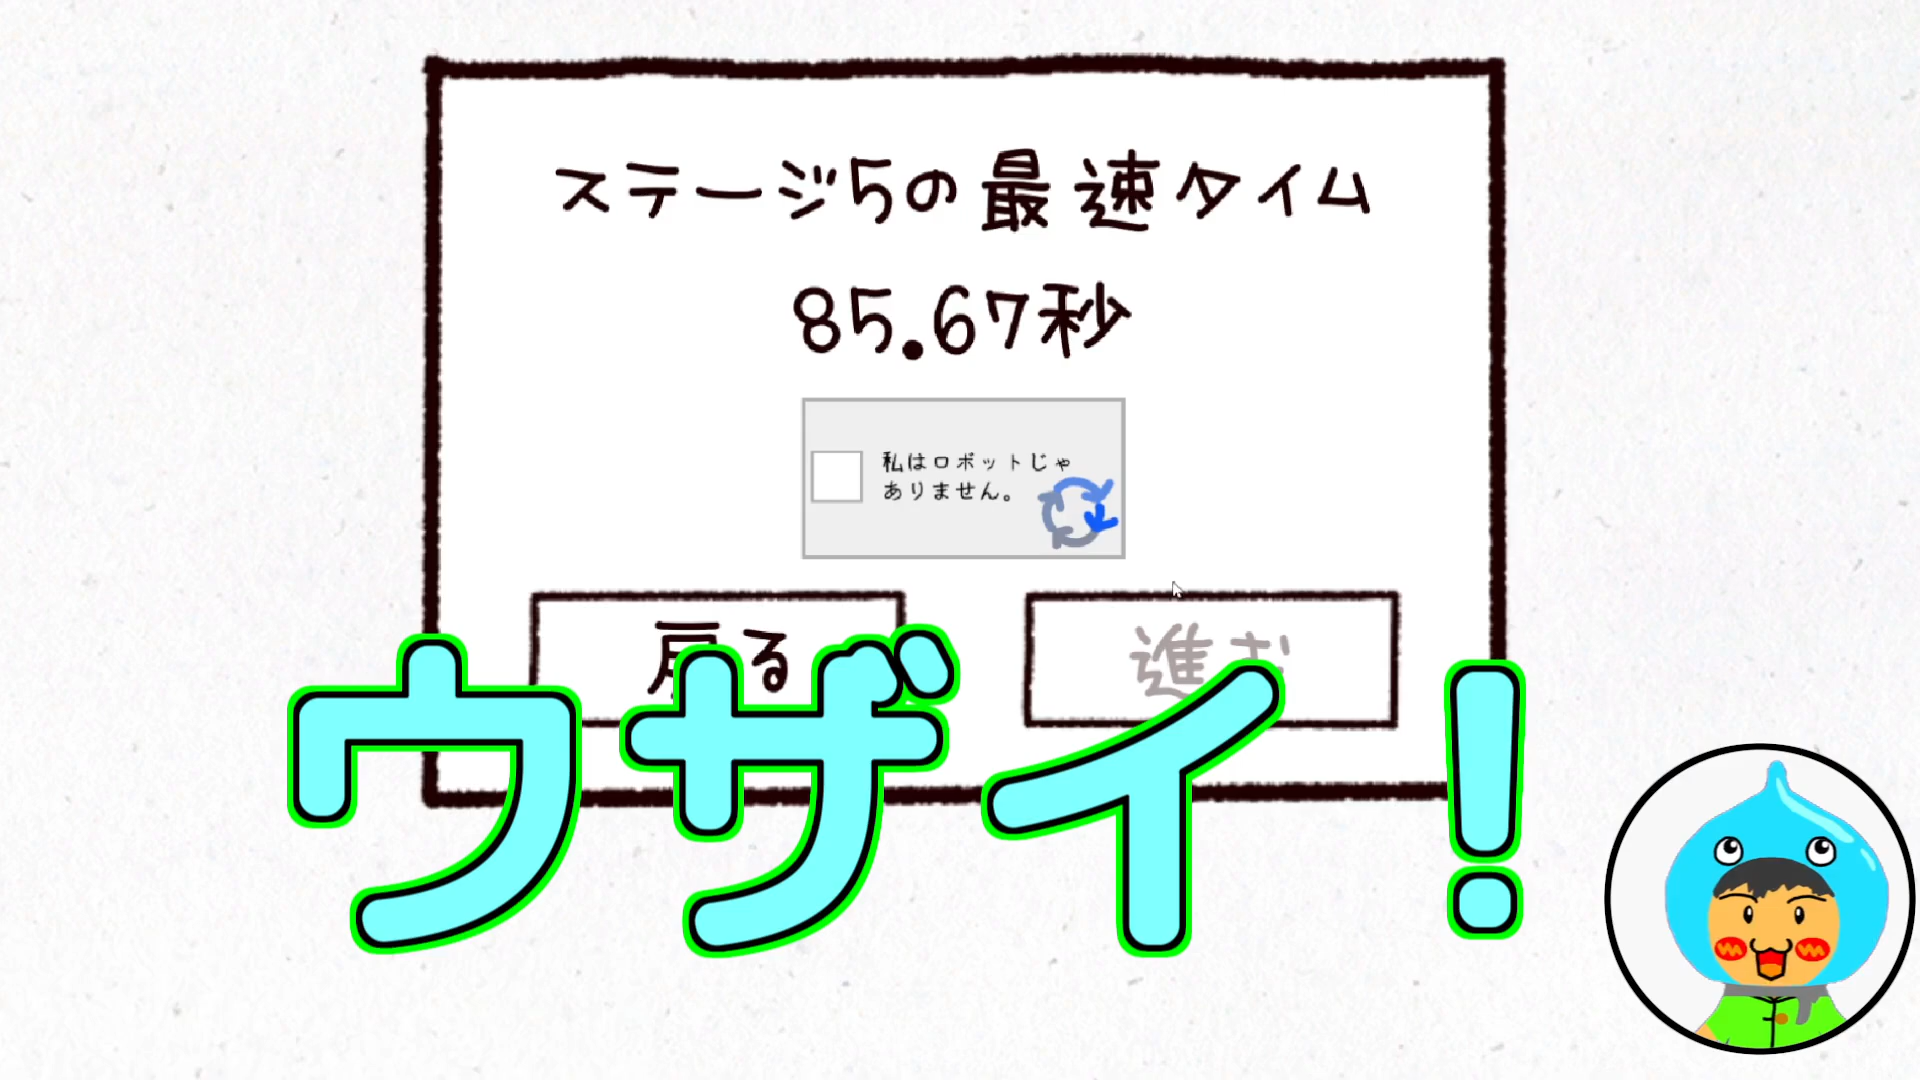 ステージ5の最速タイム
85.67秒
私はロボットじゃ
ありません。
戻る
進む
ウザイ!